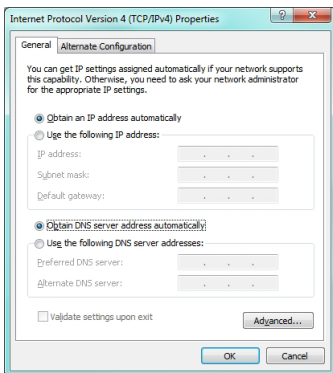 Internet Protocol Version 4 (TCP/IPv4) Properties
General
Alternate Configuration
You can get IP settings assigned automatically if your network supports
this capability. Otherwise, you need to ask your network administrator
for the appropriate IP settings.
Obtain an IP address automatically
Use the following IP address:
IP address:
Subnet mask:
Default gateway:
Obtain DNS server address automatically
Use the following DNS server addresses:
Preferred DNS server:
Alternate DNS server:
Validate settings upon exit
Advanced...
OK
Cancel